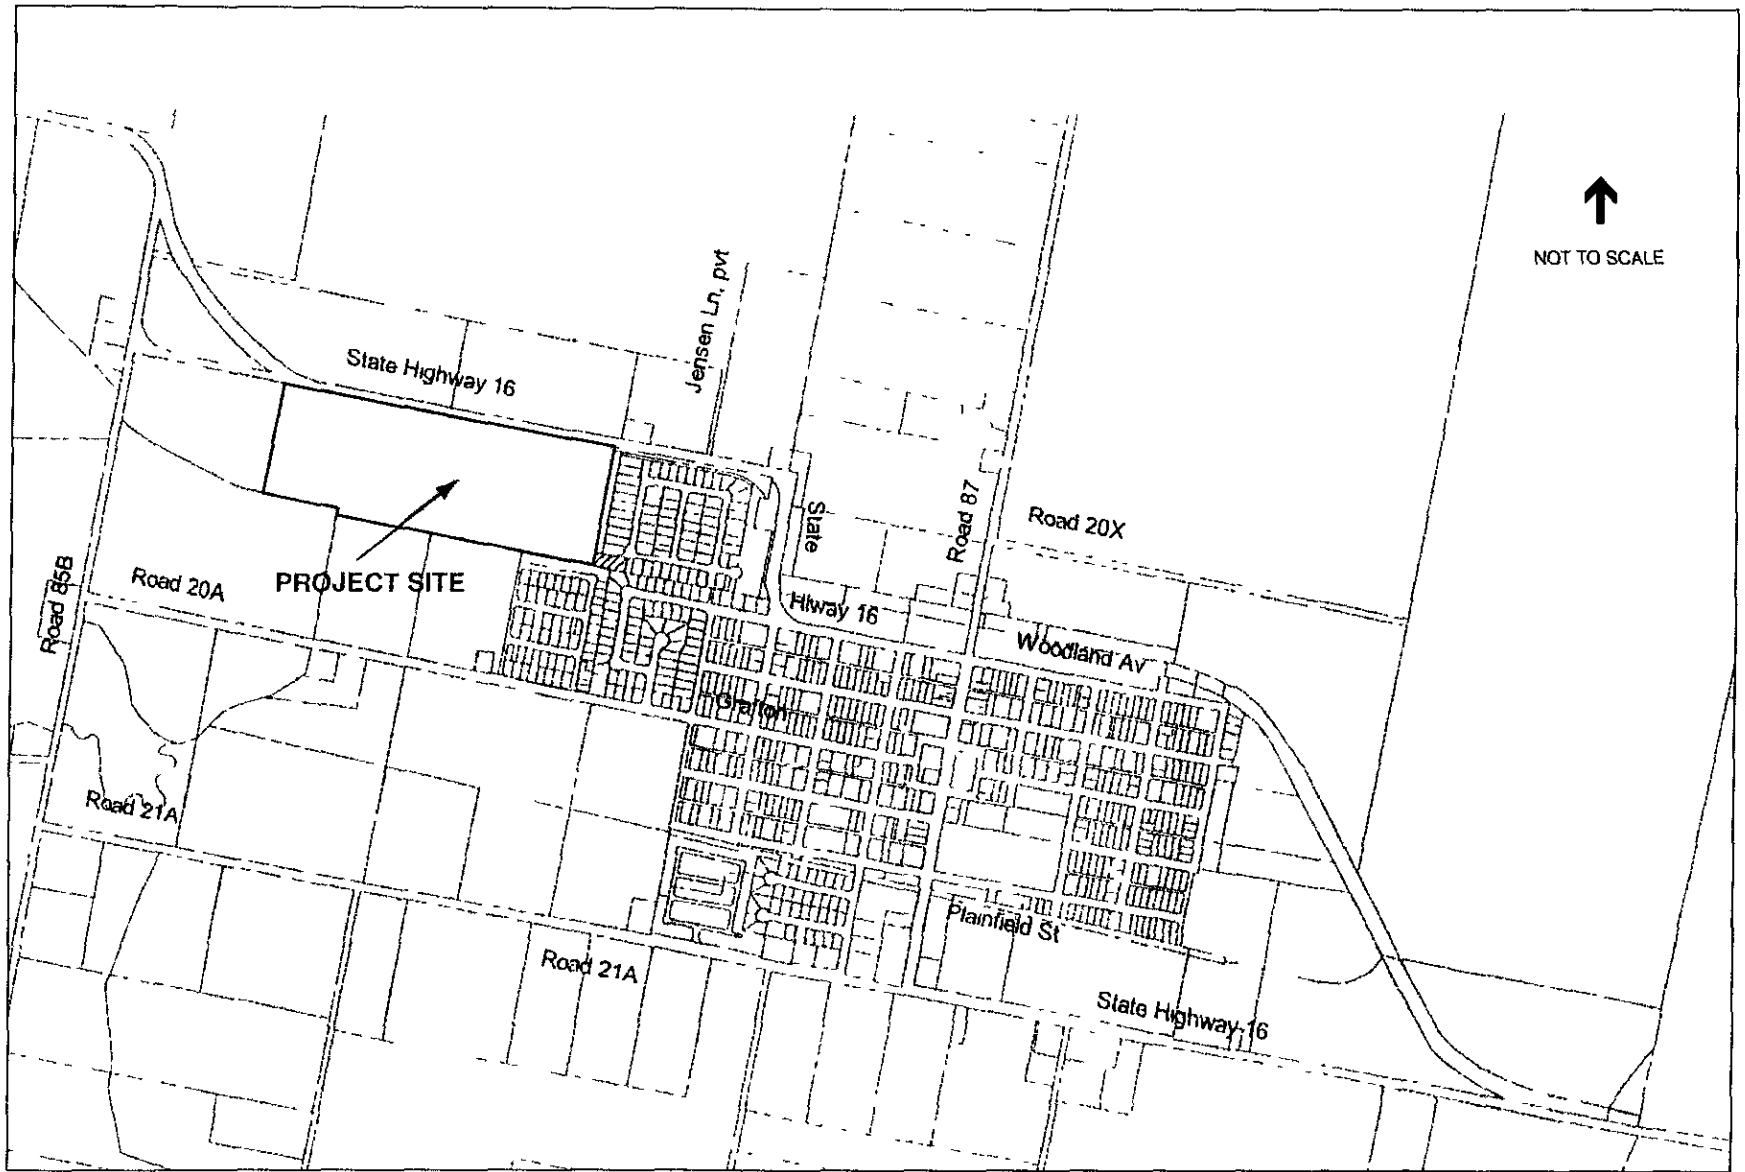 NOT TO SCALE
Jensen Ln. pvt
State Highway 16
State
Road 87
Road 20X
Road 85B
Road 20A
PROJECT SITE
Hiway 16
Woodland Av
Grafton
Road 21A
Plainfield St
Road 21A
State Highway 16